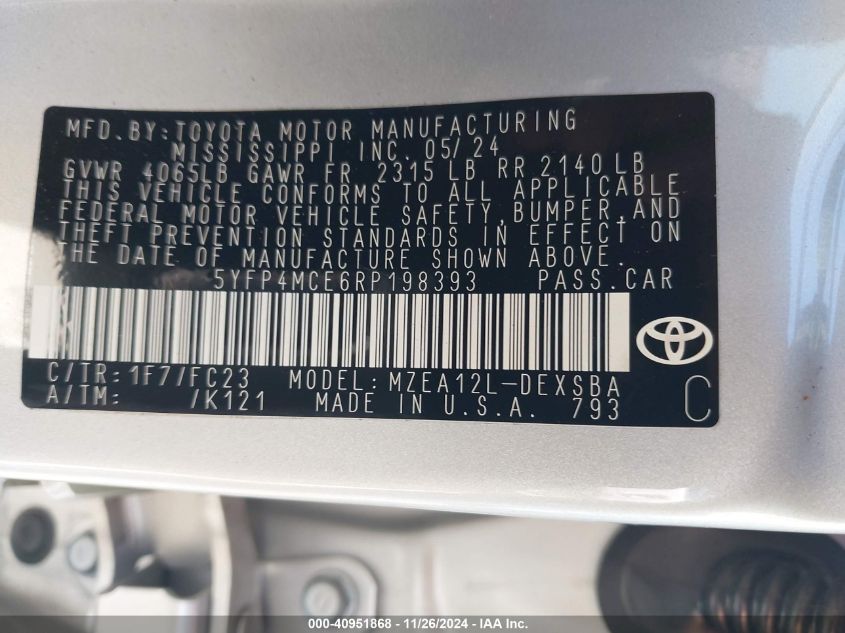 MFD.BY:TOYOTA MOTOR MANUFACTURING
MISSISSIPPI INC. 05/24
GVWR 4065LB GAWR FR 2315 LB RR 2140 LB
THIS VEHICLE CONFORMS TO ALL APPLICABLE
FEDERAL MOTOR VEHICLE SAFETY,BUMPER,AND
THEFT PREVENTION STANDARDS IN EFFECT ON
THE DATE OF MANUFACTURE SHOWN ABOVE.
5YFP4MCE6RP198393 PASS.CAR
C/TR:1F7/FC23 MODEL:MZEA12L-DEXSBA
A/TM: /K121 MADE IN U.S.A. 793 C
000-40951868 - 11/26/2024 - IAA Inc.